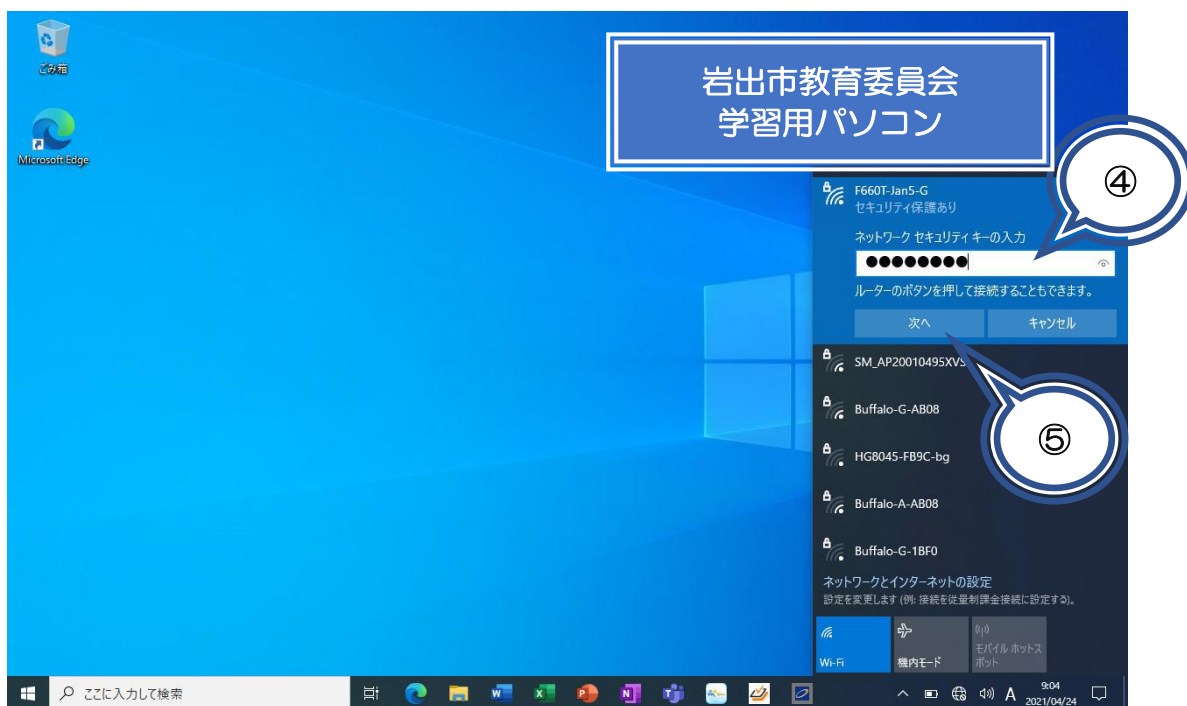 ごみ箱
Microsoft Edge
岩出市教育委員会
学習用パソコン
④
F660T-Jan5-G
セキュリティ保護あり
ネットワーク セキュリティ キーの入力
●●●●●●●●
ルーターのボタンを押して接続することもできます。
次へ
キャンセル
SM_AP20010495XVS
⑤
Buffalo-G-AB08
HG8045-FB9C-bg
Buffalo-A-AB08
Buffalo-G-1BF0
ネットワークとインターネットの設定
設定を変更します (例: 接続を従量制課金接続に設定する)。
Wi-Fi
機内モード
モバイル ホットス
ポット
ここに入力して検索
A
9:04
2021/04/24